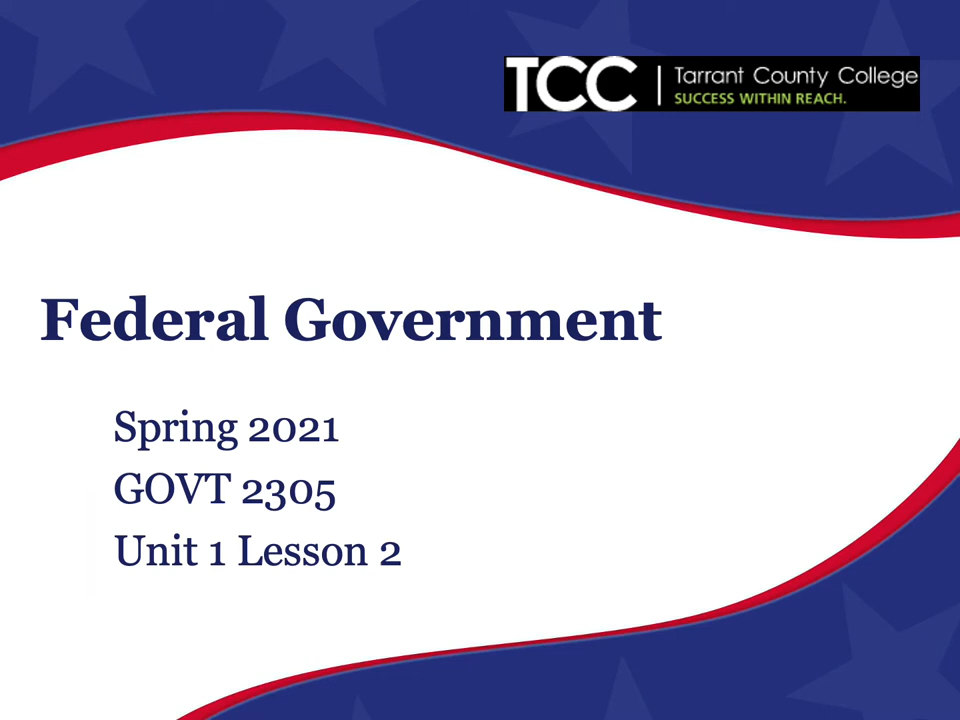 TCC | Tarrant County College
SUCCESS WITHIN REACH.
Federal Government
Spring 2021
GOVT 2305
Unit 1 Lesson 2